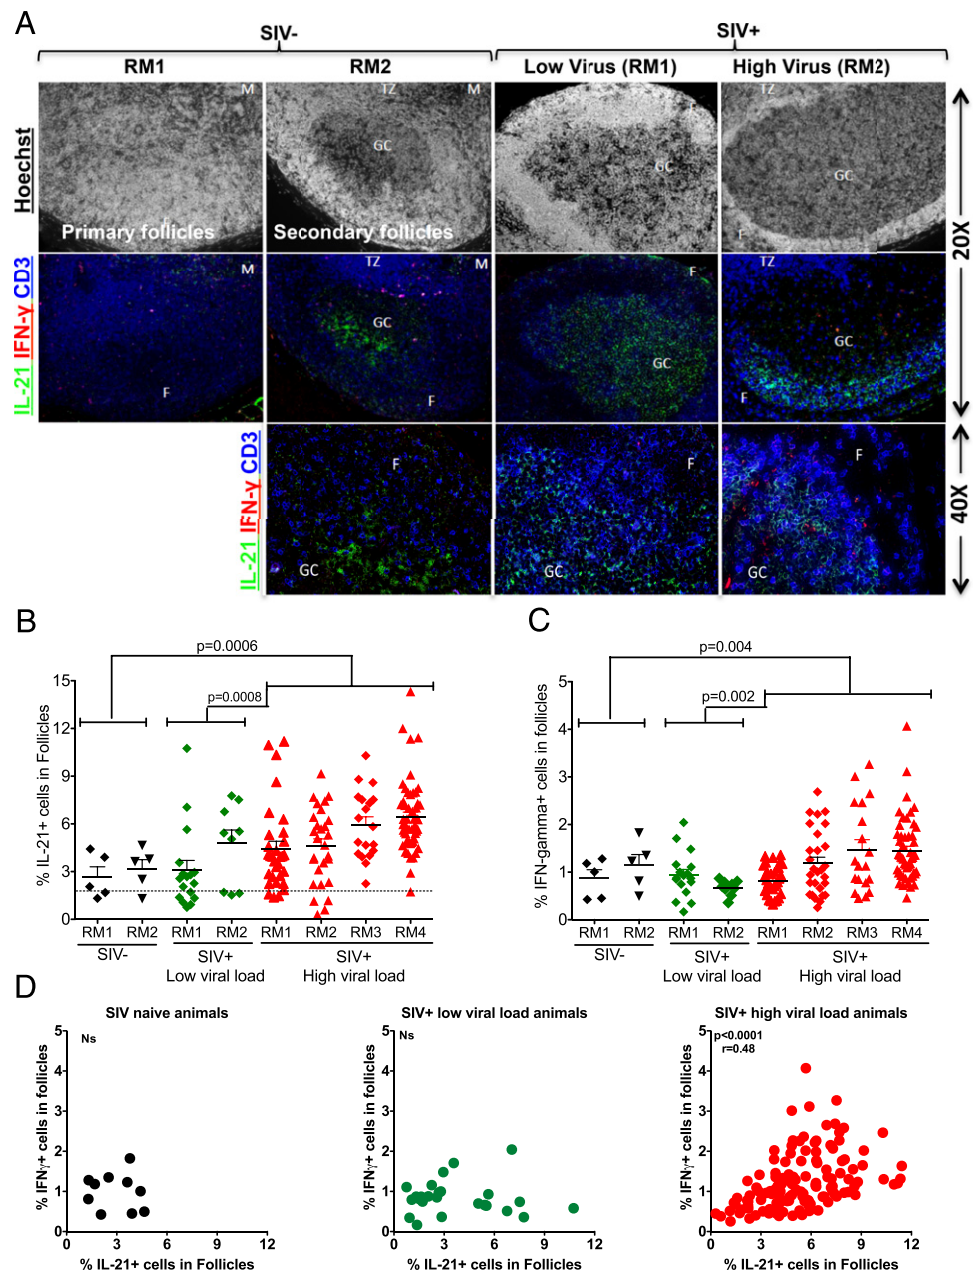 A
SIV-
SIV+
RM1
RM2
Low Virus (RM1)
High Virus (RM2)
Hoechst
M
TZ
M
GC
GC
TZ
GC
F
Primary follicles
Secondary follicles
20X
IL-21 IFN-γ CD3
M
F
TZ
M
GC
F
F
GC
TZ
GC
F
IL-21 IFN-γ CD3
F
GC
F
GC
F
GC
40X
B
p=0.0006
p=0.0008
% IL-21+ cells in Follicles
15
12
9
6
3
0
RM1 RM2 RM1 RM2 RM1 RM2 RM3 RM4
SIV-
SIV+
Low viral load
SIV+
High viral load
C
p=0.004
p=0.002
% IFN-gamma+ cells in follicles
5
4
3
2
1
0
RM1 RM2 RM1 RM2 RM1 RM2 RM3 RM4
SIV-
SIV+
Low viral load
SIV+
High viral load
D
SIV naive animals
Ns
% IFNγ+ cells in follicles
5
4
3
2
1
0
0 3 6 9 12
% IL-21+ cells in Follicles
SIV+ low viral load animals
Ns
% IFNγ+ cells in follicles
5
4
3
2
1
0
0 3 6 9 12
% IL-21+ cells in Follicles
SIV+ high viral load animals
p<0.0001
r=0.48
% IFNγ+ cells in follicles
5
4
3
2
1
0
0 3 6 9 12
% IL-21+ cells in Follicles